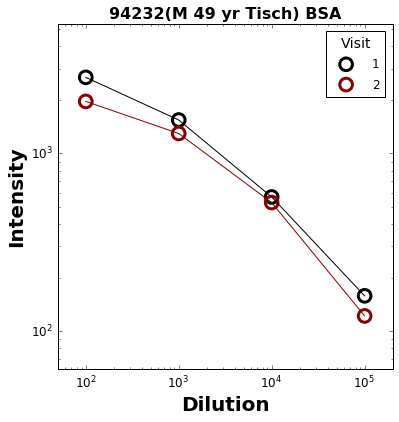 94232(M 49 yr Tisch) BSA
Visit
1
2
Intensity
10³
10²
10² 10³ 10⁴ 10⁵
Dilution